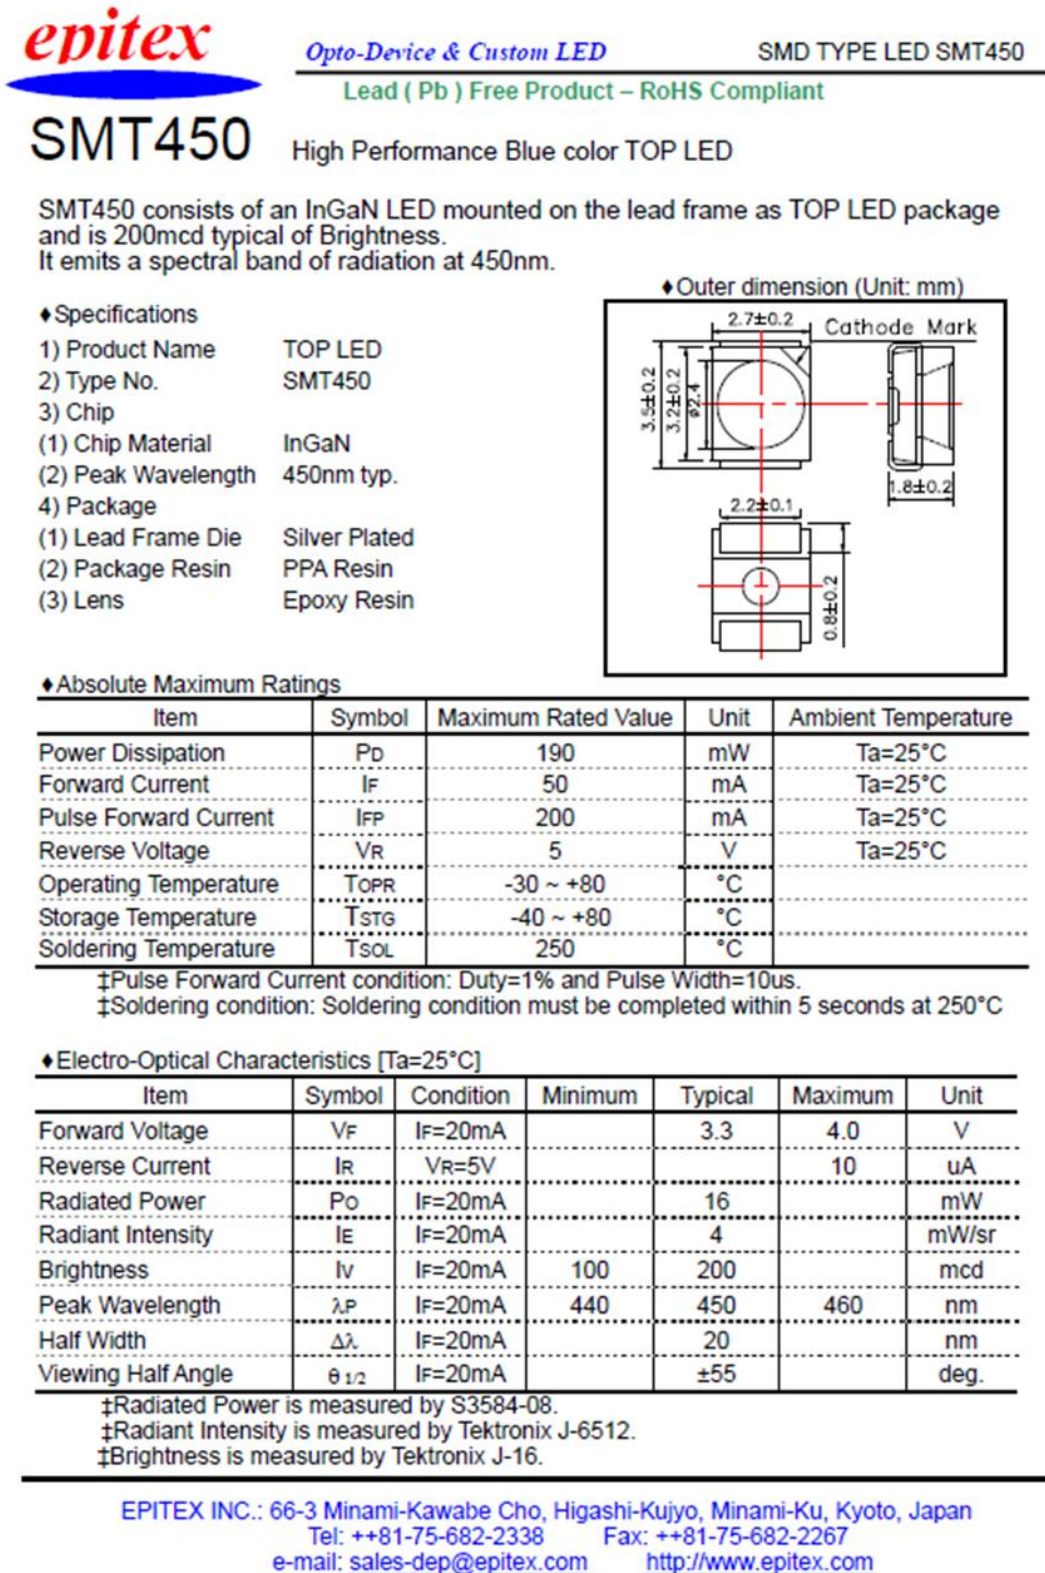 epitex
Opto-Device & Custom LED
SMD TYPE LED SMT450
Lead ( Pb ) Free Product – RoHS Compliant
SMT450
High Performance Blue color TOP LED
SMT450 consists of an InGaN LED mounted on the lead frame as TOP LED package
and is 200mcd typical of Brightness.
It emits a spectral band of radiation at 450nm.
♦Outer dimension (Unit: mm)
2.7±0.2
Cathode Mark
3.5±0.2
3.2±0.2
ø2.4
1.8±0.2
2.2±0.1
0.8±0.2
♦Specifications
1) Product Name TOP LED
2) Type No. SMT450
3) Chip
(1) Chip Material InGaN
(2) Peak Wavelength 450nm typ.
4) Package
(1) Lead Frame Die Silver Plated
(2) Package Resin PPA Resin
(3) Lens Epoxy Resin
♦Absolute Maximum Ratings
Item Symbol Maximum Rated Value Unit Ambient Temperature
Power Dissipation PD 190 mW Ta=25°C
Forward Current IF 50 mA Ta=25°C
Pulse Forward Current IFP 200 mA Ta=25°C
Reverse Voltage VR 5 V Ta=25°C
Operating Temperature TOPR -30 ~ +80 °C
Storage Temperature TSTG -40 ~ +80 °C
Soldering Temperature TSOL 250 °C
‡Pulse Forward Current condition: Duty=1% and Pulse Width=10us.
‡Soldering condition: Soldering condition must be completed within 5 seconds at 250°C
♦Electro-Optical Characteristics [Ta=25°C]
Item Symbol Condition Minimum Typical Maximum Unit
Forward Voltage VF IF=20mA 3.3 4.0 V
Reverse Current IR VR=5V 10 uA
Radiated Power PO IF=20mA 16 mW
Radiant Intensity IE IF=20mA 4 mW/sr
Brightness IV IF=20mA 100 200 mcd
Peak Wavelength λP IF=20mA 440 450 460 nm
Half Width Δλ IF=20mA 20 nm
Viewing Half Angle θ 1/2 IF=20mA ±55 deg.
‡Radiated Power is measured by S3584-08.
‡Radiant Intensity is measured by Tektronix J-6512.
‡Brightness is measured by Tektronix J-16.
EPITEX INC.: 66-3 Minami-Kawabe Cho, Higashi-Kujyo, Minami-Ku, Kyoto, Japan
Tel: ++81-75-682-2338 Fax: ++81-75-682-2267
e-mail: sales-dep@epitex.com http://www.epitex.com